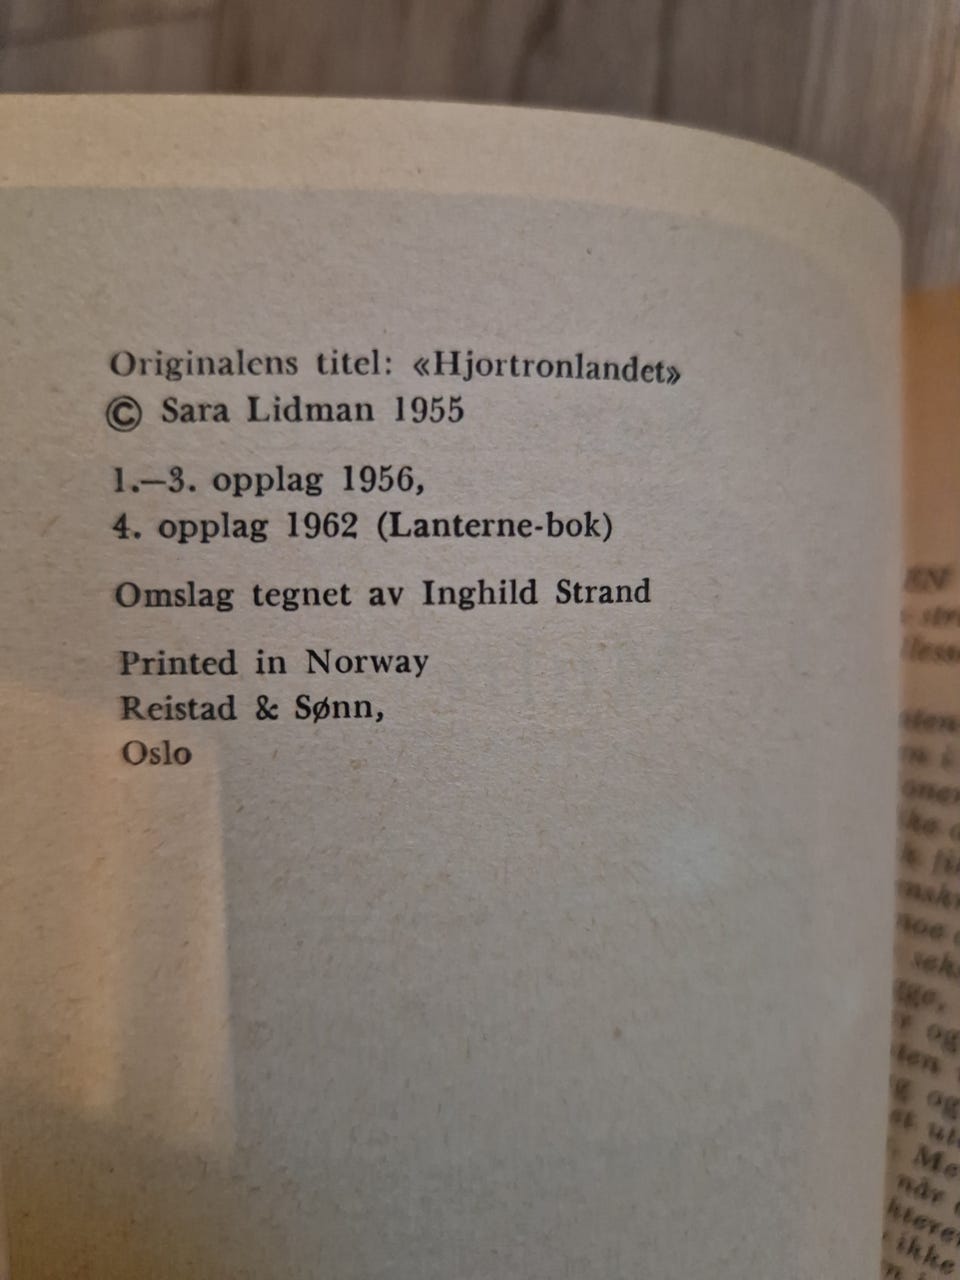 Originalens titel: «Hjortronlandet»
© Sara Lidman 1955
1.—3. opplag 1956,
4. opplag 1962 (Lanterne-bok)
Omslag tegnet av Inghild Strand
Printed in Norway
Reistad & Sønn,
Oslo